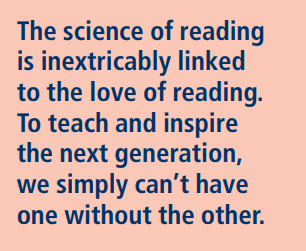 The science of reading
is inextricably linked
to the love of reading.
To teach and inspire
the next generation,
we simply can’t have
one without the other.